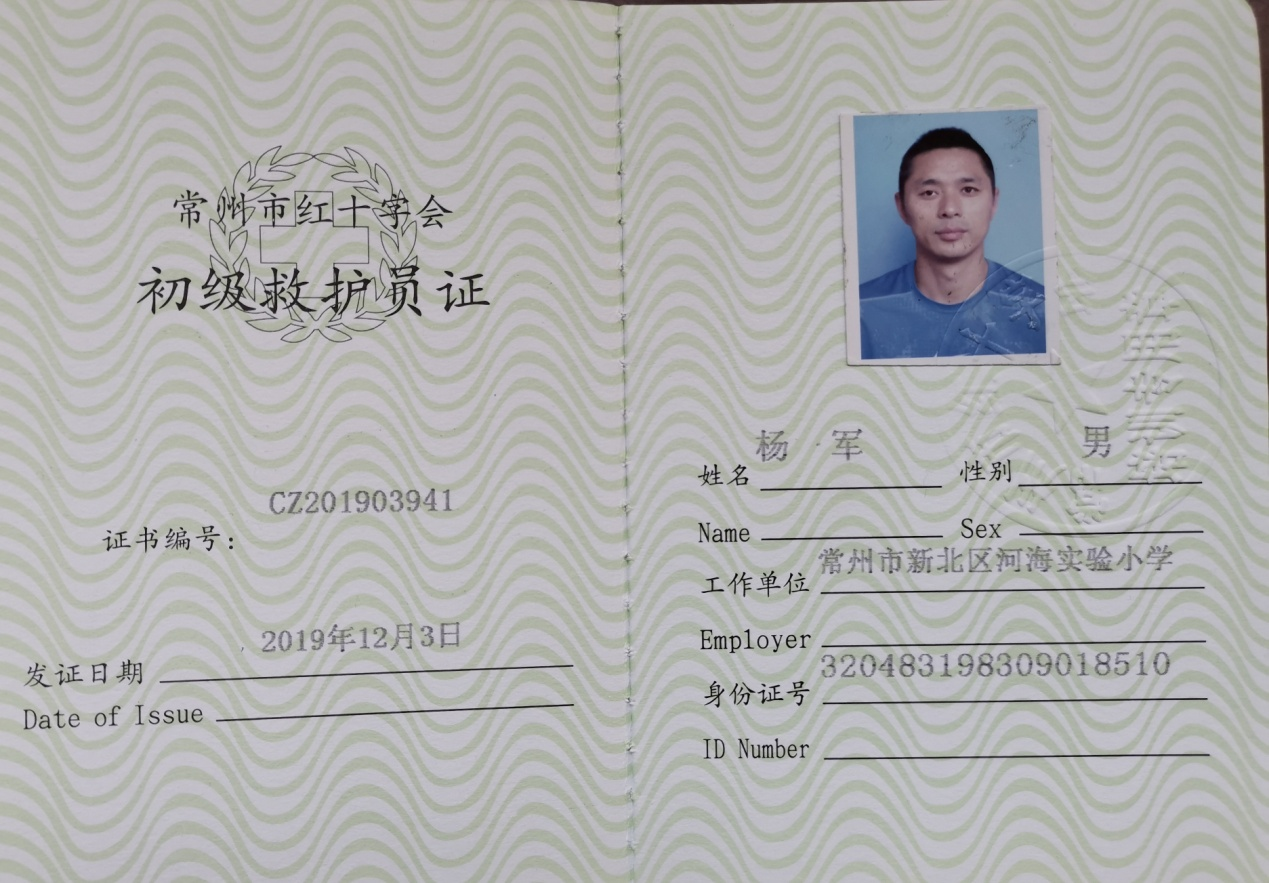 常州市红十字会
初级救护员证
CZ201903941
证书编号：
2019年12月3日
发证日期
Date of Issue
杨 军 男
姓名 性别
Name Sex
常州市新北区河海实验小学
工作单位
Employer
320483198309018510
身份证号
ID Number